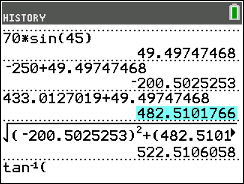 HISTORY
70*sin(45)
49.49747468
-250+49.49747468
-200.5025253
433.0127019+49.49747468
482.5101766
√(-200.5025253)²+(482.5101▶
522.5106058
tan⁻¹(